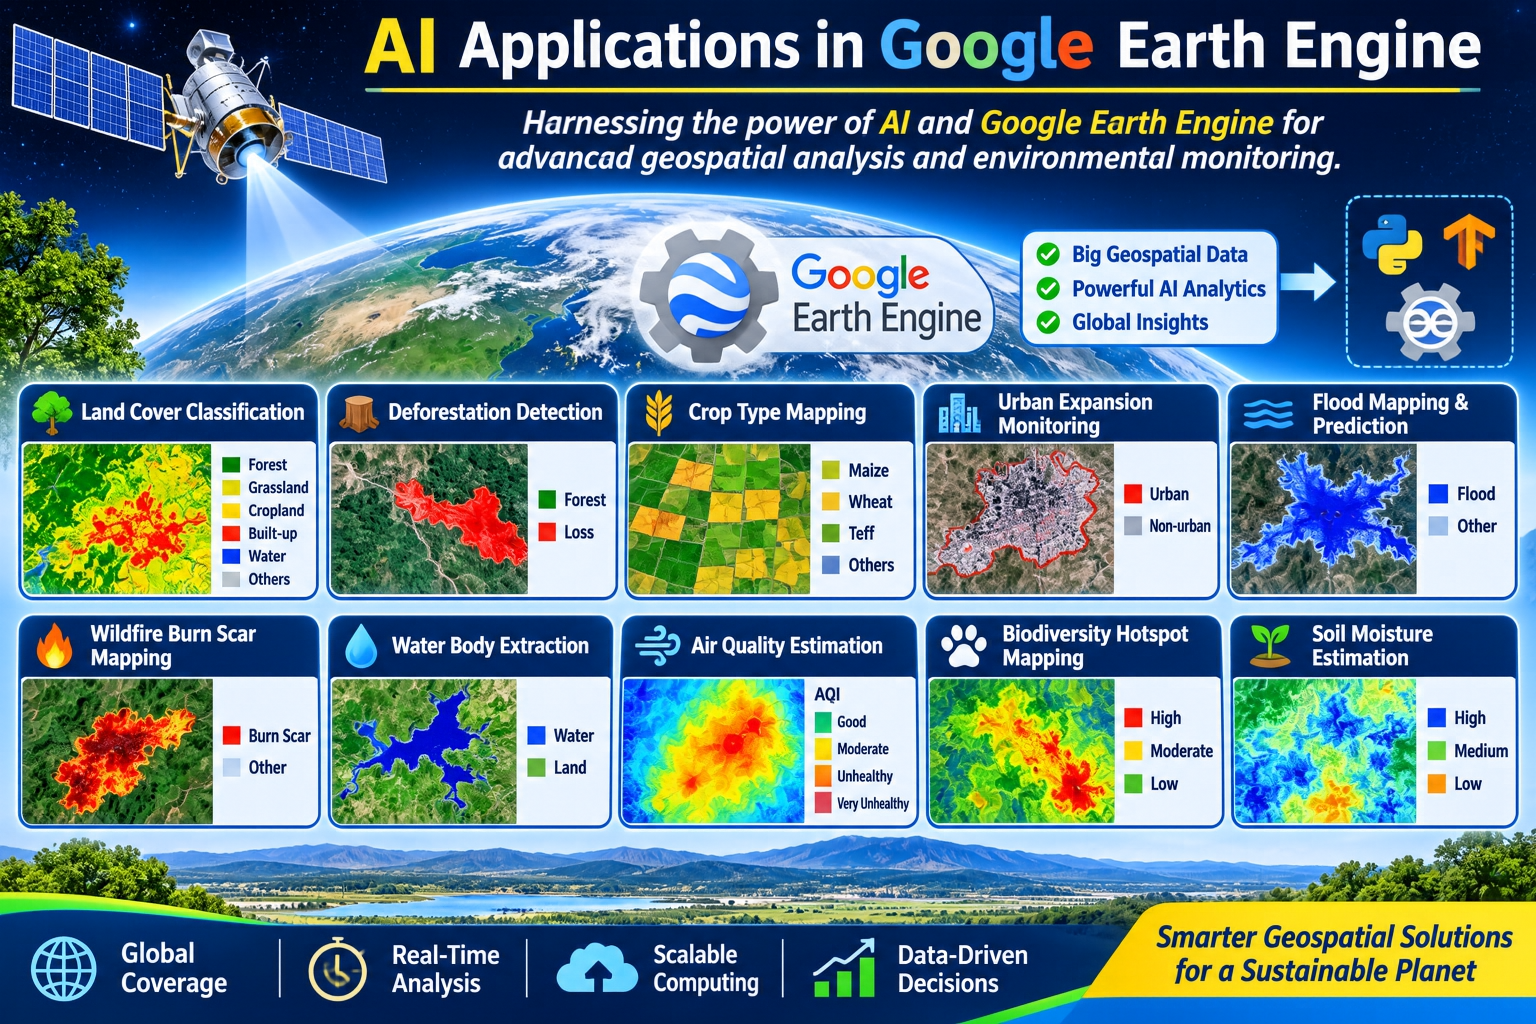 AI Applications in Google Earth Engine
Harnessing the power of AI and Google Earth Engine for
advancad geospatial analysis and environmental monitoring.
Google
Earth Engine
Big Geospatial Data
Powerful AI Analytics
Global Insights
Land Cover Classification
Forest
Grassland
Cropland
Built-up
Water
Others
Deforestation Detection
Forest
Loss
Crop Type Mapping
Maize
Wheat
Teff
Others
Urban Expansion
Monitoring
Urban
Non-urban
Flood Mapping &
Prediction
Flood
Other
Wildfire Burn Scar
Mapping
Burn Scar
Other
Water Body Extraction
Water
Land
Air Quality Estimation
AQI
Good
Moderate
Unhealthy
Very Unhealthy
Biodiversity Hotspot
Mapping
High
Moderate
Low
Soil Moisture
Estimation
High
Medium
Low
Global
Coverage
Real-Time
Analysis
Scalable
Computing
Data-Driven
Decisions
Smarter Geospatial Solutions
for a Sustainable Planet